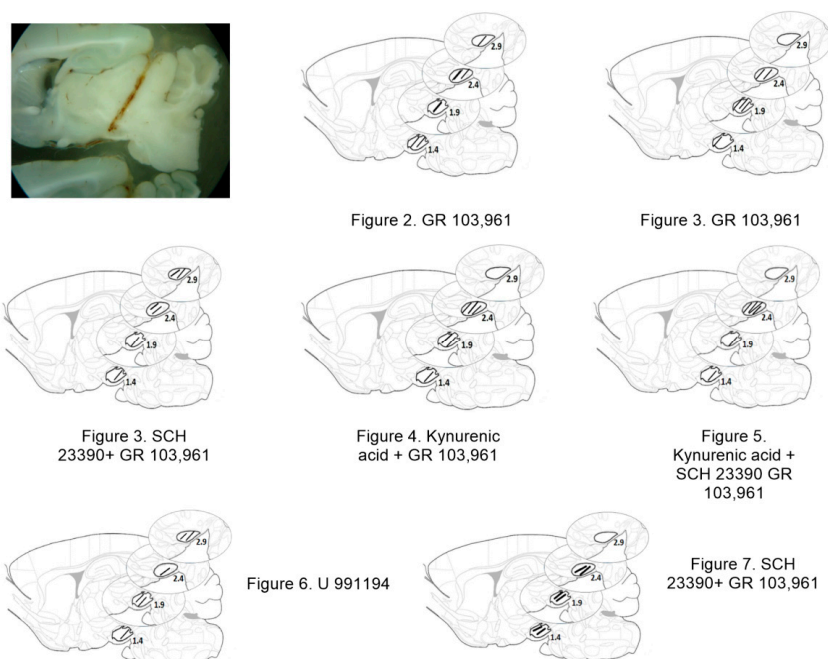 2.9
2.4
1.9
1.4
Figure 2. GR 103,961
2.9
2.4
1.9
1.4
Figure 3. GR 103,961
2.9
2.4
1.9
1.4
Figure 3. SCH
23390+ GR 103,961
2.9
2.4
1.9
1.4
Figure 4. Kynurenic
acid + GR 103,961
2.9
2.4
1.9
1.4
Figure 5.
Kynurenic acid +
SCH 23390 GR
103,961
2.9
2.4
1.9
1.4
Figure 6. U 991194
2.9
2.4
1.9
1.4
Figure 7. SCH
23390+ GR 103,961